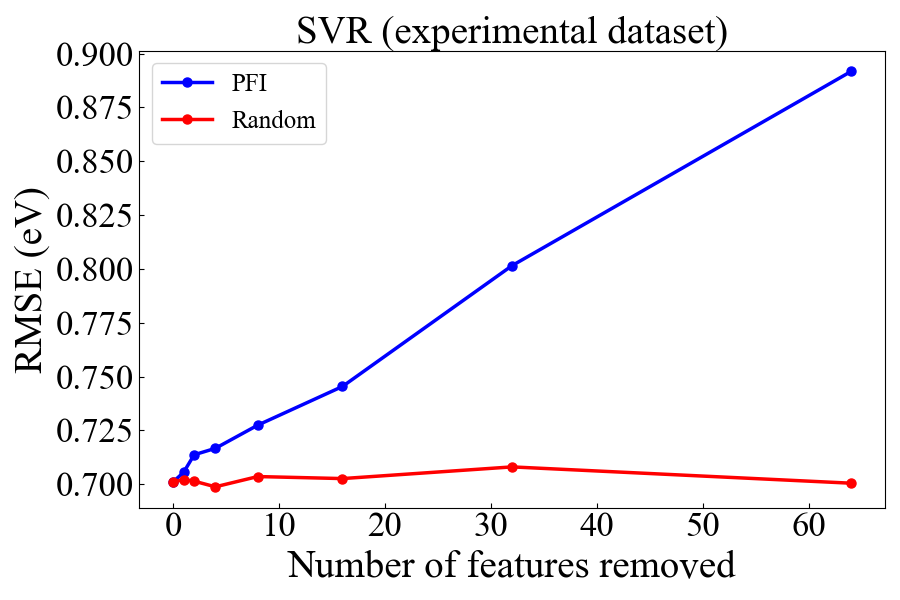 SVR (experimental dataset)
PFI
Random
RMSE (eV)
0.900
0.875
0.850
0.825
0.800
0.775
0.750
0.725
0.700
0 10 20 30 40 50 60
Number of features removed